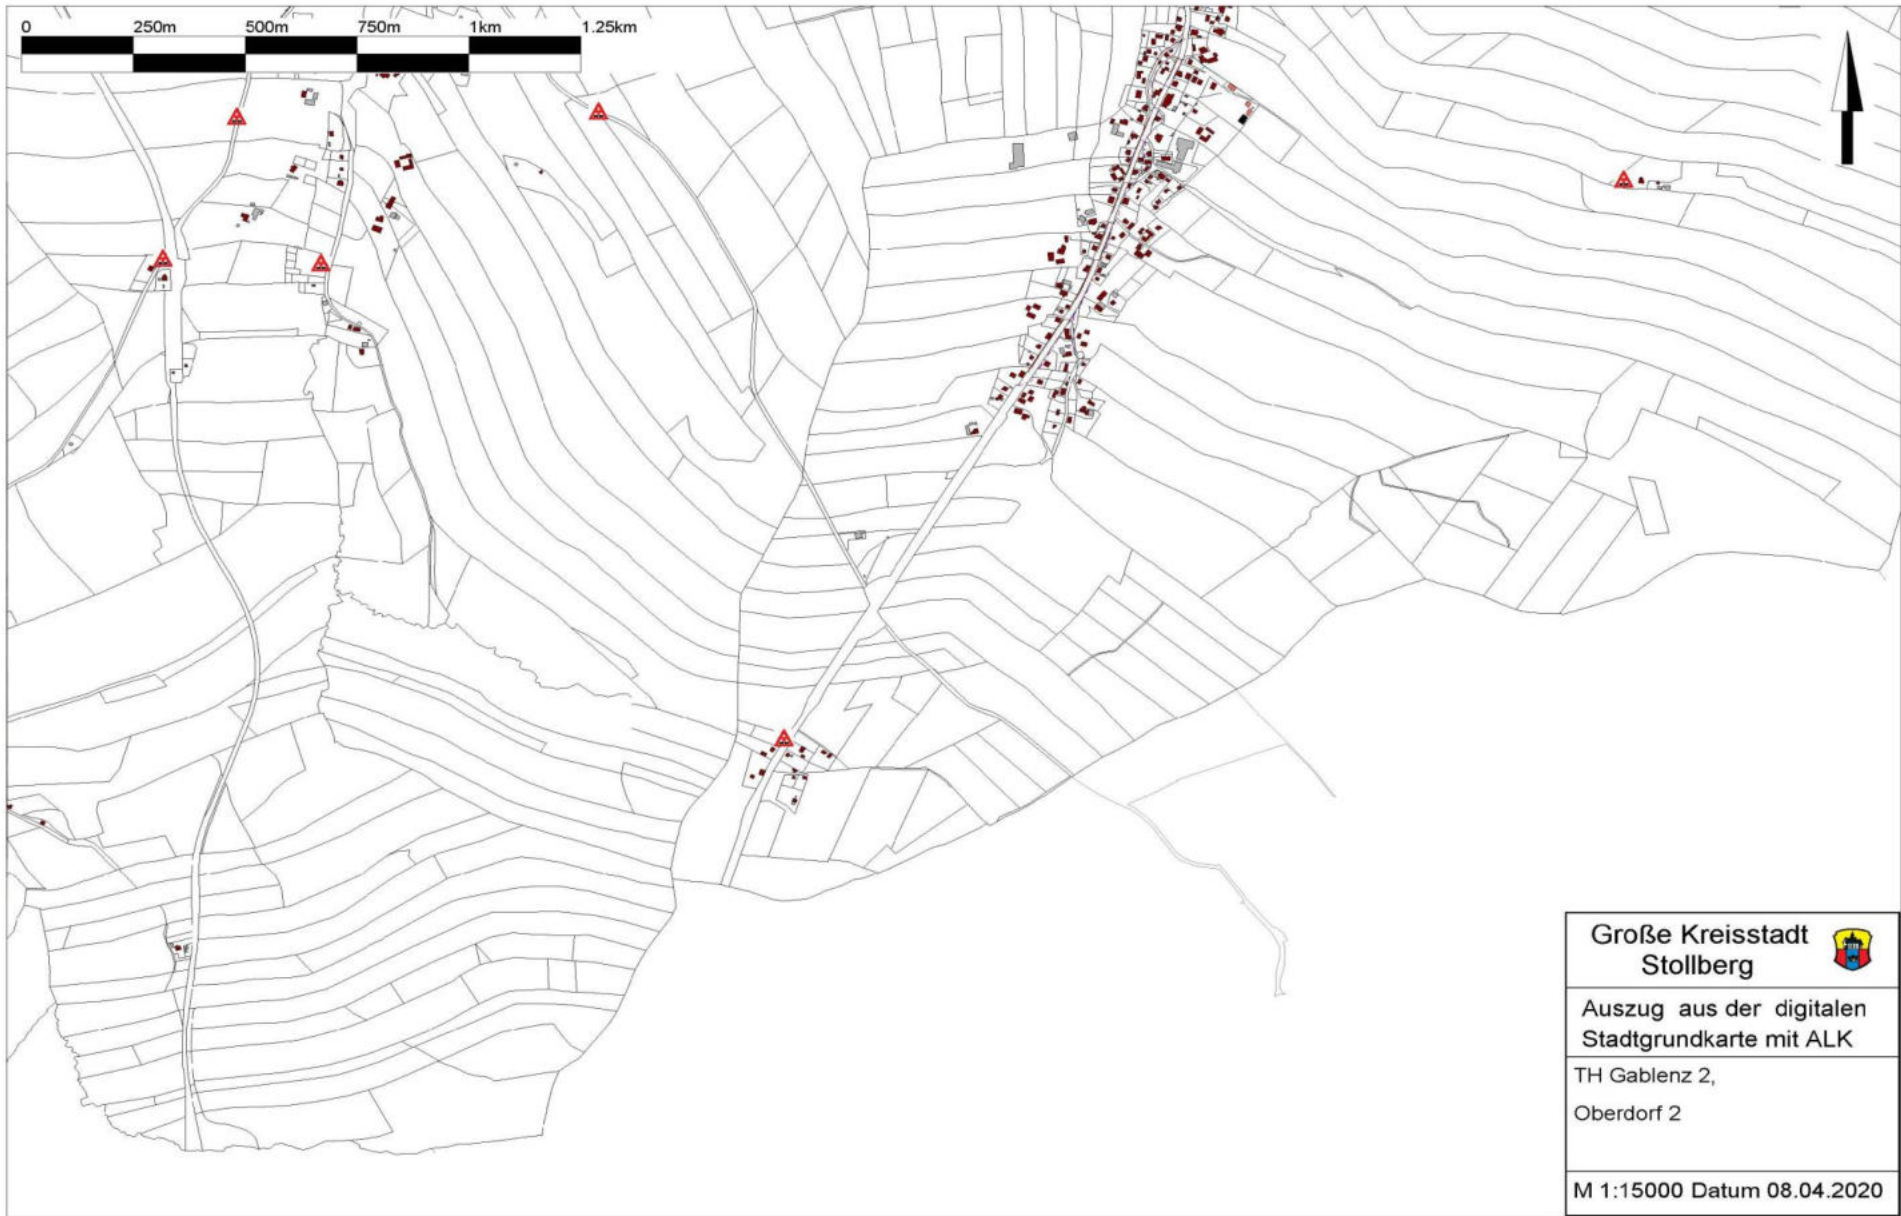 0 250m 500m 750m 1km 1.25km
Große Kreisstadt
Stollberg
Auszug aus der digitalen
Stadtgrundkarte mit ALK
TH Gablenz 2,
Oberdorf 2
M 1:15000 Datum 08.04.2020